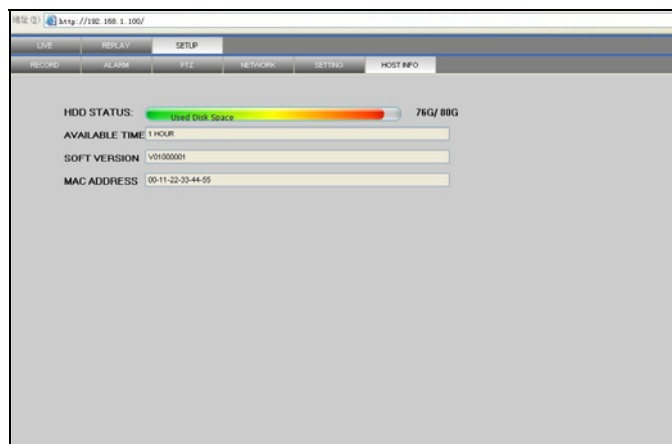 地址(D) http://192.168.1.100/
LIVE REPLAY SETUP
RECORD ALARM PTZ NETWORK SETTING HOST INFO
HDD STATUS: Used Disk Space 76G/80G
AVAILABLE TIME 1 HOUR
SOFT VERSION V01000001
MAC ADDRESS 00-11-22-33-44-55